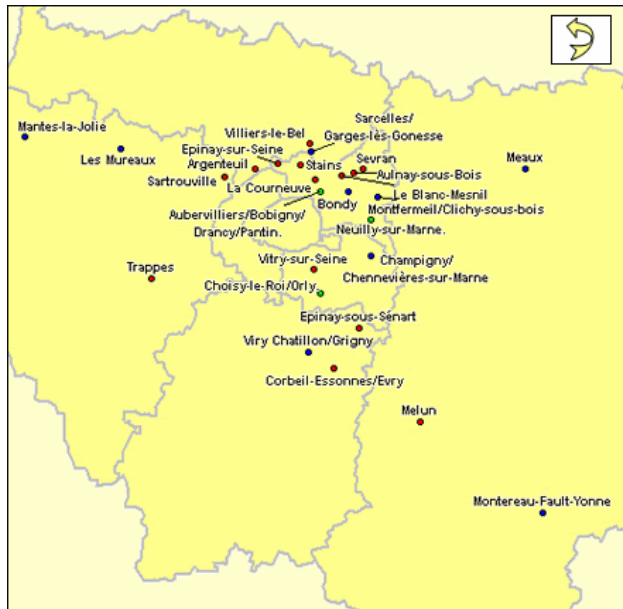 Sarcelles/
Mantes-la-Jolie
Villiers-le-Bel
Garges-lès-Gonesse
Epinay-sur-Seine
Les Mureaux
Argenteuil
Stains
Sevran
Meaux
Sartrouville
Aulnay-sous-Bois
La Courneuve
Bondy
Le Blanc-Mesnil
Aubervilliers/Bobigny/
Drancy/Pantin.
Montfermeil/Clichy-sous-bois
Neuilly-sur-Marne.
Trappes
Vitry-sur-Seine
Champigny/
Chennevières-sur-Marne
Choisy-le-Roi/Orly
Epinay-sous-Sénart
Viry Chatillon/Grigny
Corbeil-Essonnes/Evry
Melun
Montereau-Fault-Yonne